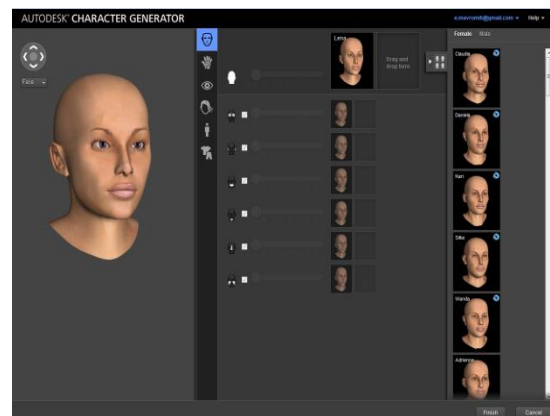 AUTODESK® CHARACTER GENERATOR
Help
Face
Lena
Drag and
drop here
Female Male
Claudia
Daniela
Kuri
Silke
Wanda
Adrienne
Finish Cancel